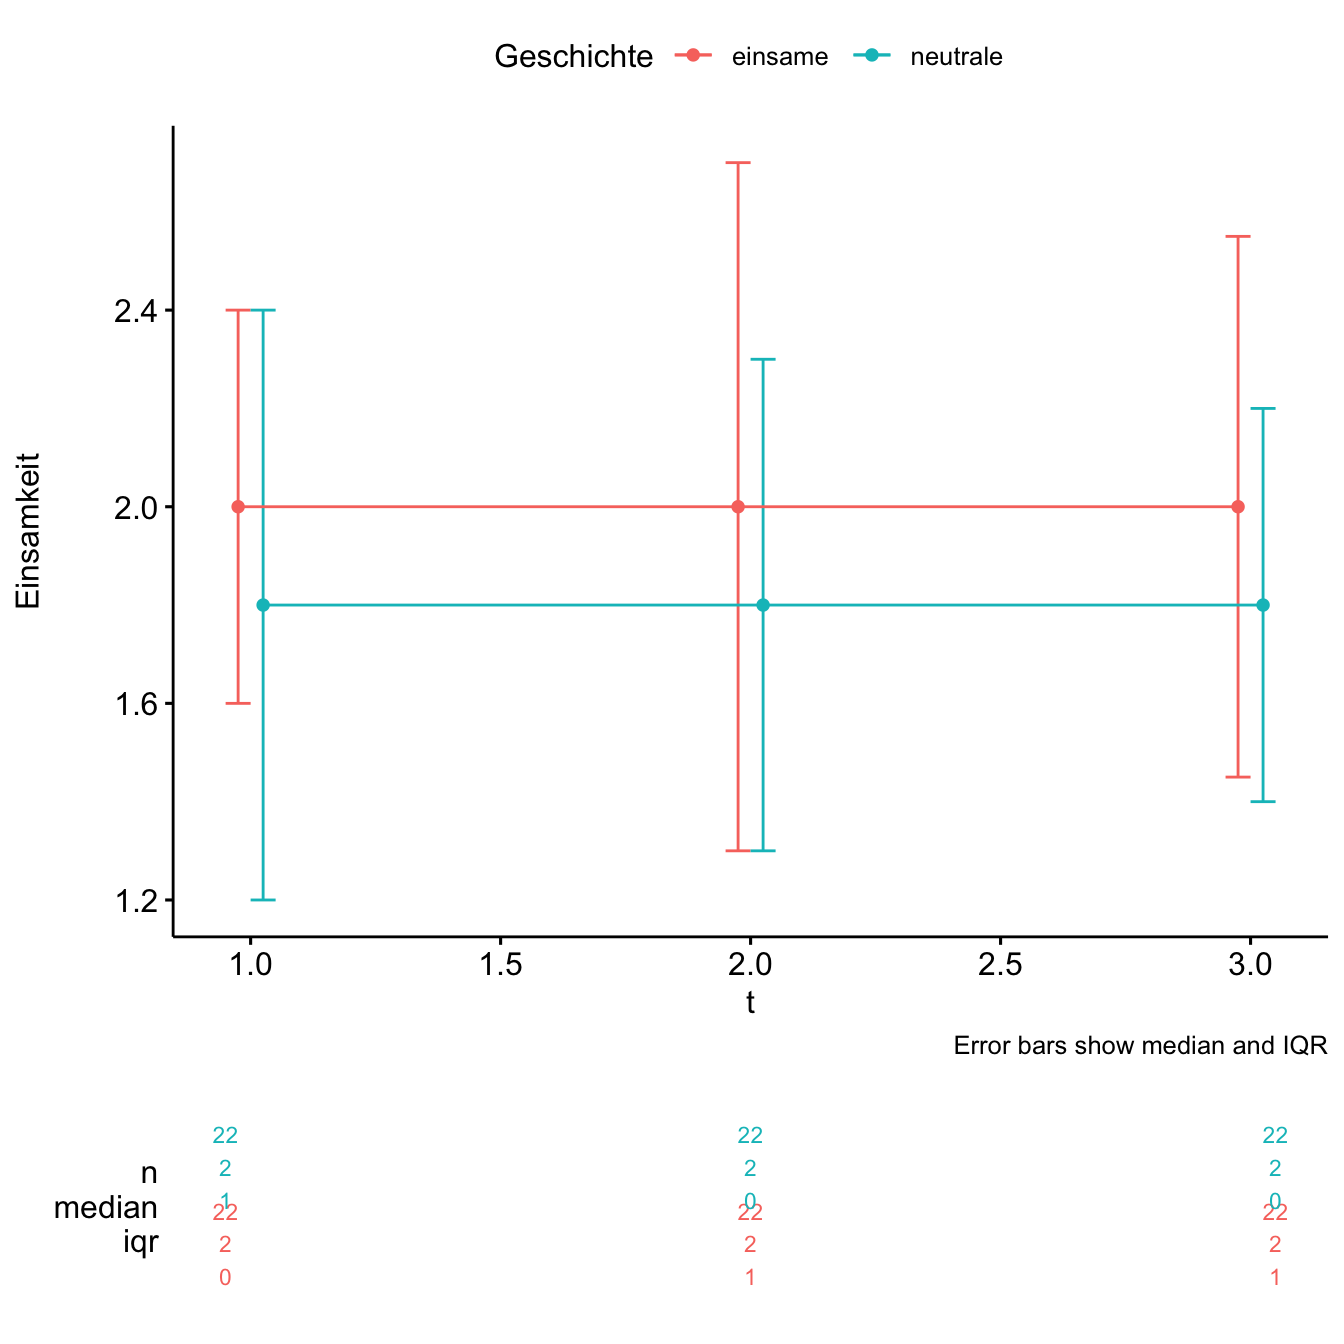 Geschichte einsame neutrale
Einsamkeit
2.4
2.0
1.6
1.2
1.0 1.5 2.0 2.5 3.0
t
Error bars show median and IQR
22 22 22
n
2 2 2
median
1 0 0
22 22 22
iqr
2 2 2
0 1 1